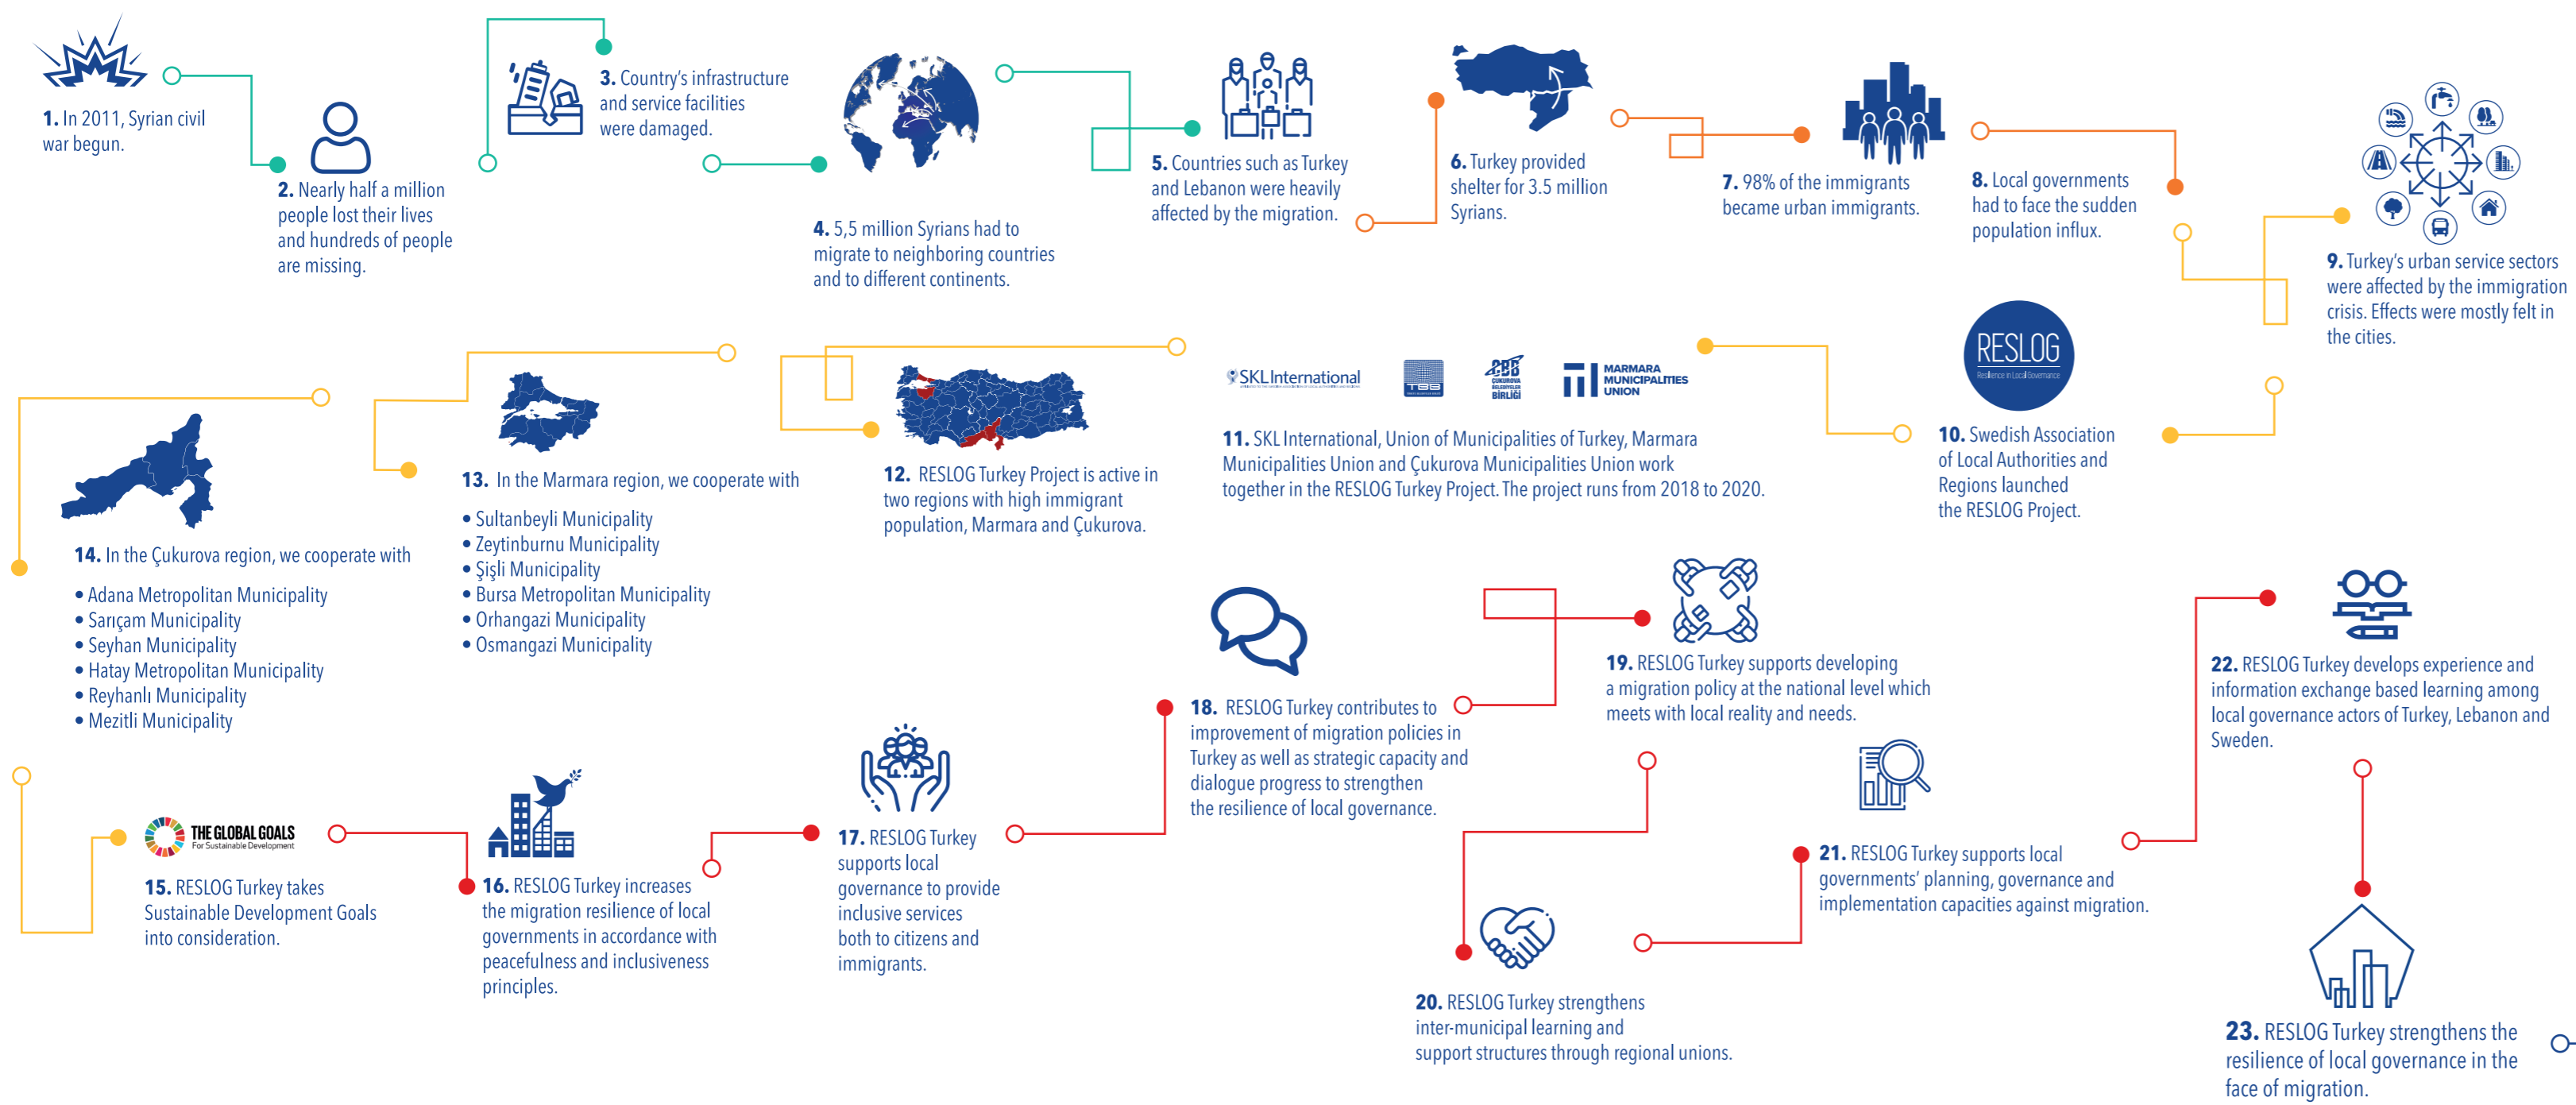 1. In 2011, Syrian civil
war begun.
2. Nearly half a million
people lost their lives
and hundreds of people
are missing.
3. Country's infrastructure
and service facilities
were damaged.
4. 5,5 million Syrians had to
migrate to neighboring countries
and to different continents.
5. Countries such as Turkey
and Lebanon were heavily
affected by the migration.
6. Turkey provided
shelter for 3.5 million
Syrians.
7. 98% of the immigrants
became urban immigrants.
8. Local governments
had to face the sudden
population influx.
9. Turkey's urban service sectors
were affected by the immigration
crisis. Effects were mostly felt in
the cities.
RESLOG
Resilience in Local Governance
10. Swedish Association
of Local Authorities and
Regions launched
the RESLOG Project.
SKL International
TBB
ÇBB
ÇUKUROVA
BELEDİYELER
BİRLİĞİ
MARMARA
MUNICIPALITIES
UNION
11. SKL International, Union of Municipalities of Turkey, Marmara
Municipalities Union and Çukurova Municipalities Union work
together in the RESLOG Turkey Project. The project runs from 2018 to 2020.
12. RESLOG Turkey Project is active in
two regions with high immigrant
population, Marmara and Çukurova.
13. In the Marmara region, we cooperate with
• Sultanbeyli Municipality
• Zeytinburnu Municipality
• Şişli Municipality
• Bursa Metropolitan Municipality
• Orhangazi Municipality
• Osmangazi Municipality
14. In the Çukurova region, we cooperate with
• Adana Metropolitan Municipality
• Sarıçam Municipality
• Seyhan Municipality
• Hatay Metropolitan Municipality
• Reyhanlı Municipality
• Mezitli Municipality
THE GLOBAL GOALS
For Sustainable Development
15. RESLOG Turkey takes
Sustainable Development Goals
into consideration.
16. RESLOG Turkey increases
the migration resilience of local
governments in accordance with
peacefulness and inclusiveness
principles.
17. RESLOG Turkey
supports local
governance to provide
inclusive services
both to citizens and
immigrants.
18. RESLOG Turkey contributes to
improvement of migration policies in
Turkey as well as strategic capacity and
dialogue progress to strengthen
the resilience of local governance.
19. RESLOG Turkey supports developing
a migration policy at the national level which
meets with local reality and needs.
20. RESLOG Turkey strengthens
inter-municipal learning and
support structures through regional unions.
21. RESLOG Turkey supports local
governments' planning, governance and
implementation capacities against migration.
22. RESLOG Turkey develops experience and
information exchange based learning among
local governance actors of Turkey, Lebanon and
Sweden.
23. RESLOG Turkey strengthens the
resilience of local governance in the
face of migration.